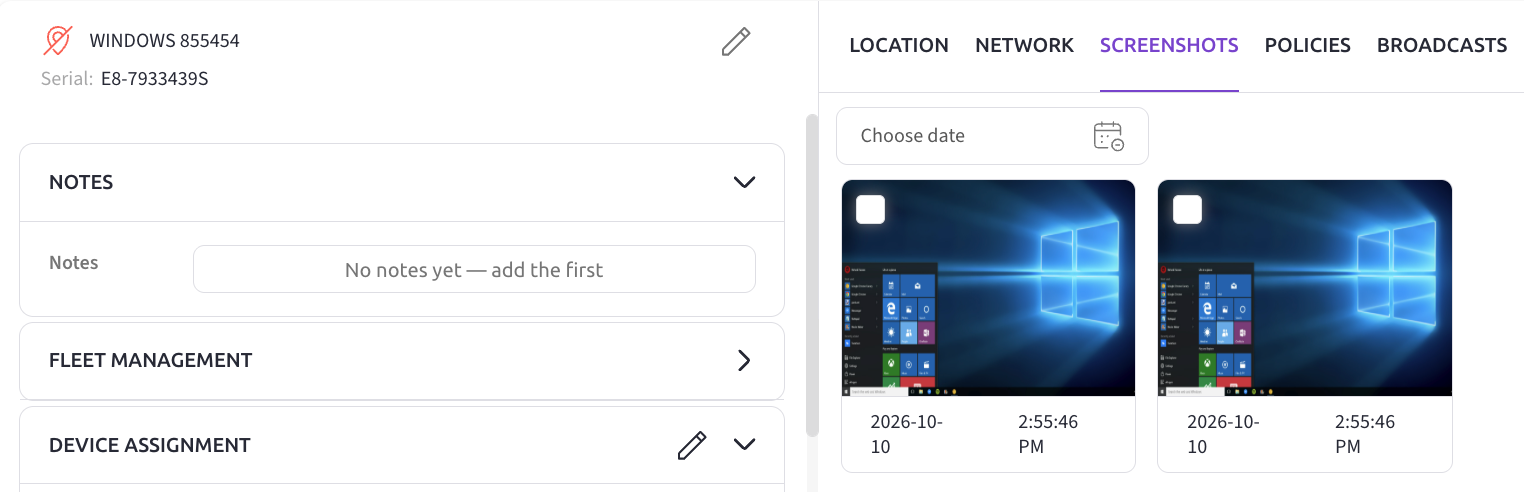 WINDOWS 855454
Serial: E8-7933439S
NOTES
Notes
No notes yet — add the first
FLEET MANAGEMENT
DEVICE ASSIGNMENT
LOCATION NETWORK SCREENSHOTS POLICIES BROADCASTS
Choose date
2026-10-
10
2:55:46
PM
2026-10-
10
2:55:46
PM